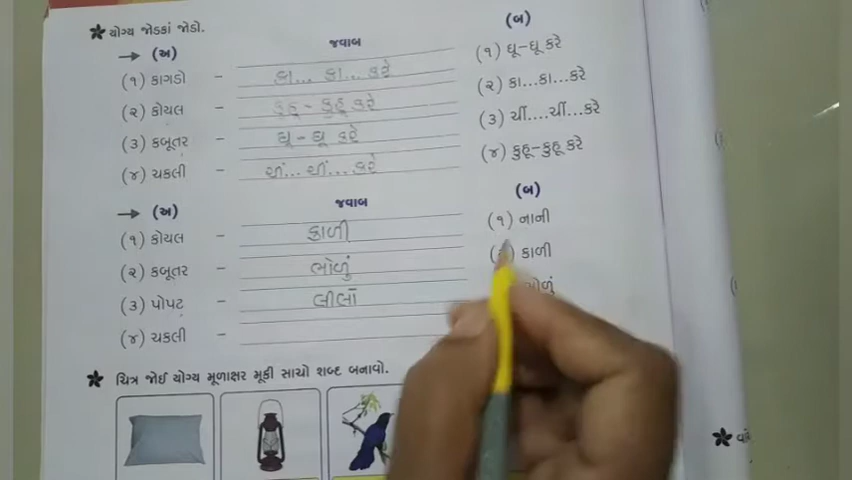 યોગ્ય જોડકાં જોડો.
(અ) જવાબ (બ)
(૧) કાગડો - કા... કા... કરે (૧) ઘૂ-ઘૂ કરે
(૨) કોયલ - કુહૂ - કુહૂ કરે (૨) કા...કા...કરે
(૩) કબૂતર - ઘૂ - ઘૂ કરે (૩) ચીં....ચીં...કરે
(૪) ચકલી - ચીં... ચીં... કરે (૪) કુહૂ-કુહૂ કરે
(અ) જવાબ (બ)
(૧) કોયલ - કાળી (૧) નાની
(૨) કબૂતર - ભોળું કાળી
(૩) પોપટ - લીલો
(૪) ચકલી -
ચિત્ર જોઈ યોગ્ય મૂળાક્ષર મૂકી સાચો શબ્દ બનાવો.